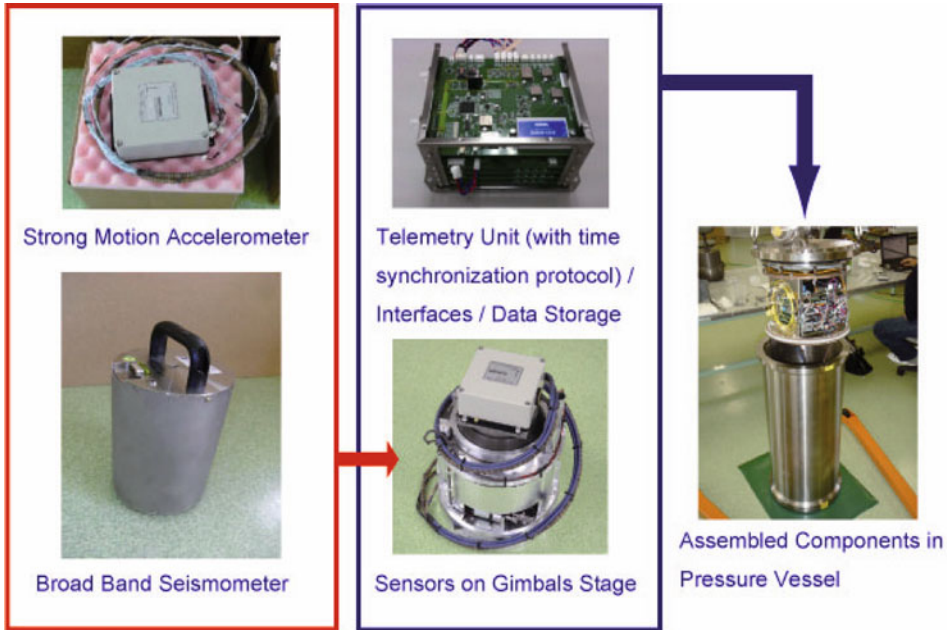 Strong Motion Accelerometer
Broad Band Seismometer
Telemetry Unit (with time
synchronization protocol) /
Interfaces / Data Storage
Sensors on Gimbals Stage
Assembled Components in
Pressure Vessel